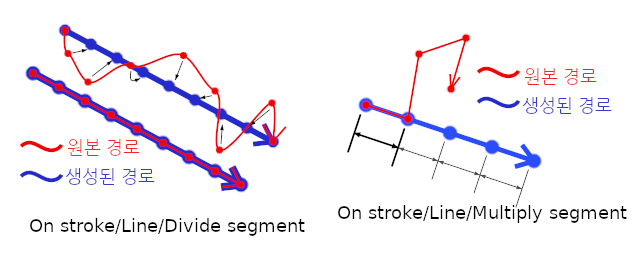 원본 경로
생성된 경로
On stroke/Line/Divide segment
원본 경로
생성된 경로
On stroke/Line/Multiply segment